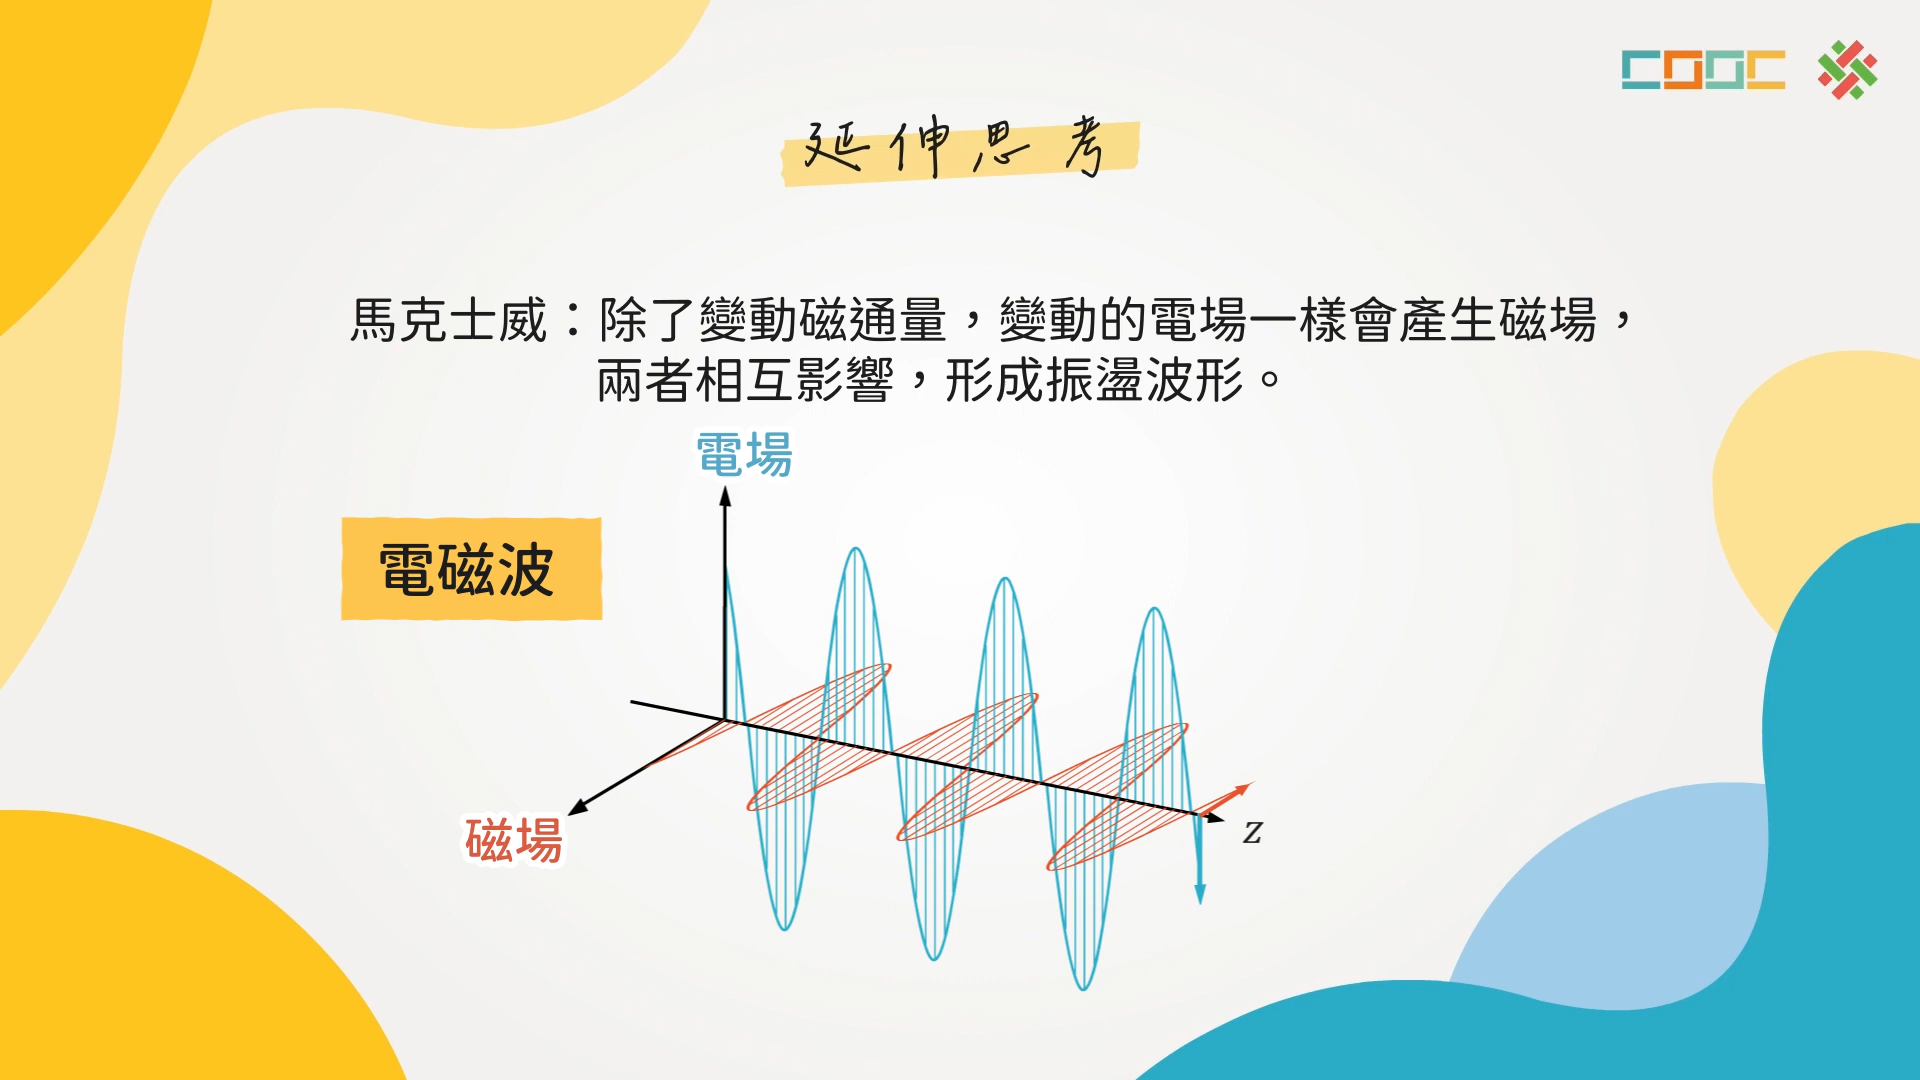 COOC
延伸思考
馬克士威：除了變動磁通量，變動的電場一樣會產生磁場，
兩者相互影響，形成振盪波形。
電場
電磁波
磁場
z